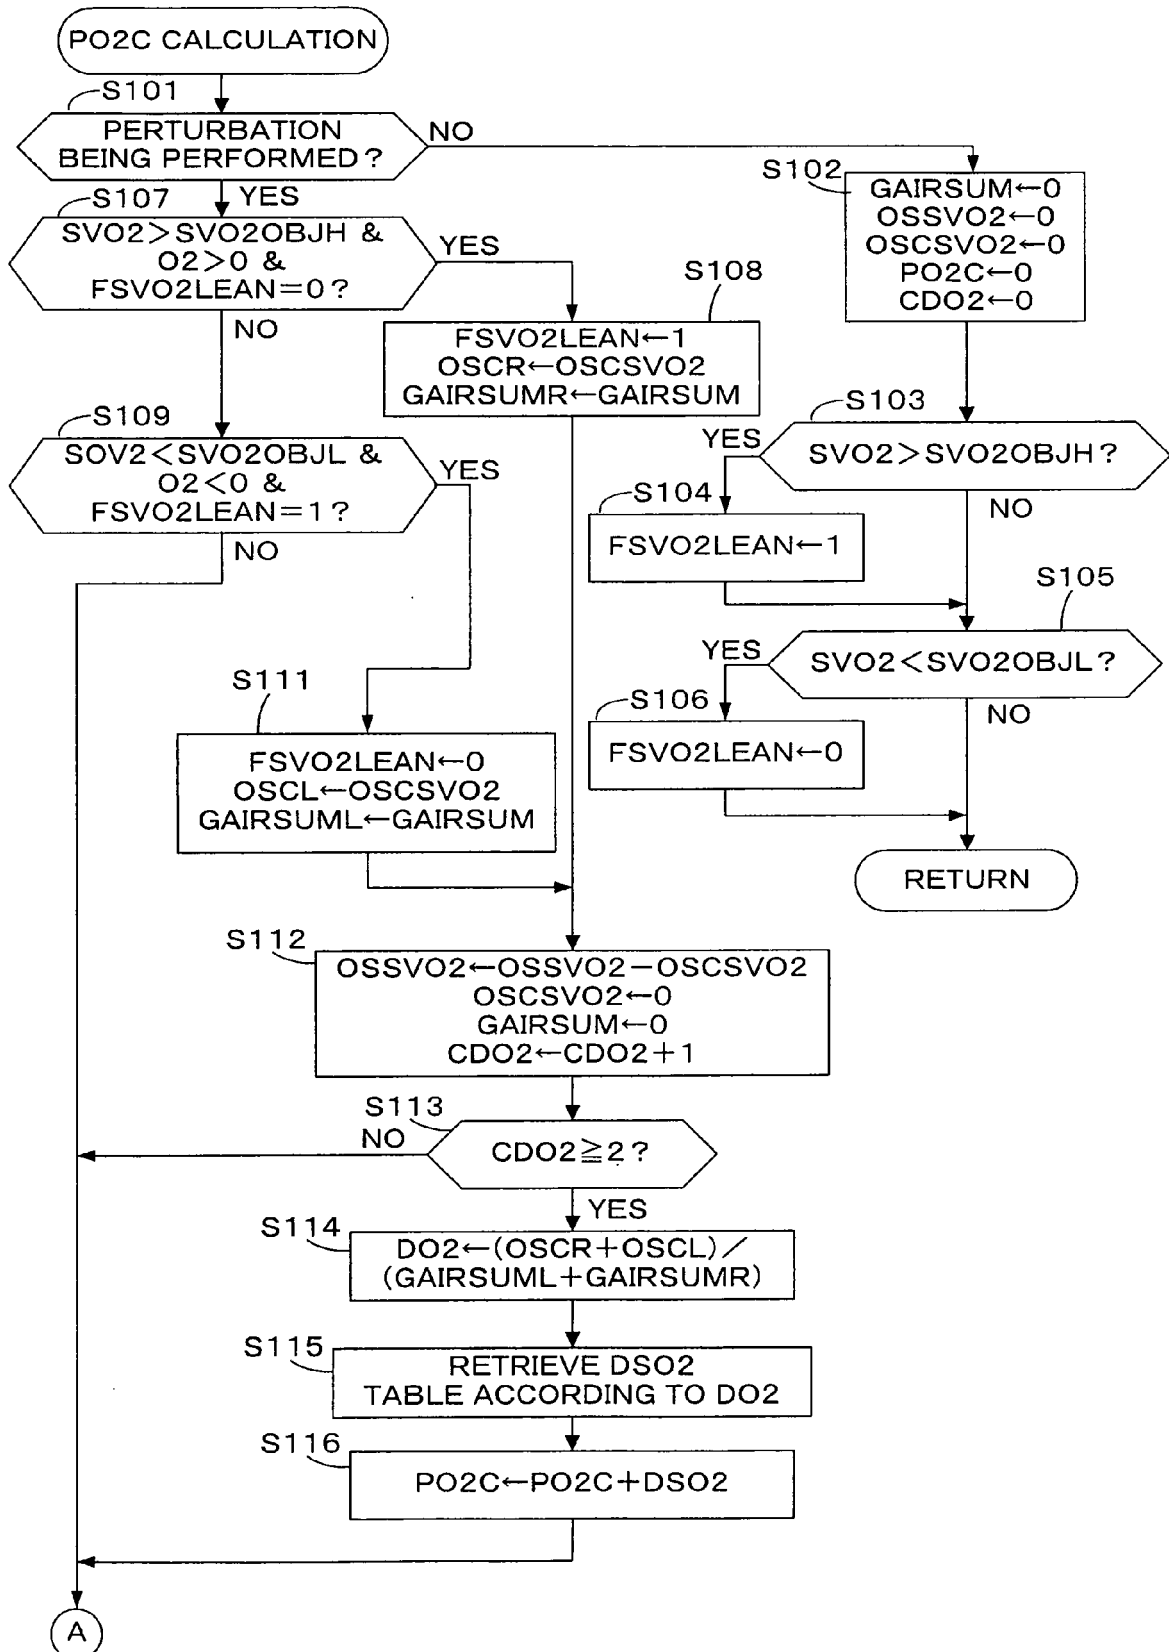 PO2C CALCULATION
S101
PERTURBATION
BEING PERFORMED?
NO
YES
S102
GAIRSUM←0
OSSVO2←0
OSCSVO2←0
PO2C←0
CDO2←0
S107
SVO2>SVO2OBJH &
O2>0 &
FSVO2LEAN=0?
YES
NO
S108
FSVO2LEAN←1
OSCR←OSCSVO2
GAIRSUMR←GAIRSUM
S103
SVO2>SVO2OBJH?
YES
NO
S104
FSVO2LEAN←1
S109
SOV2<SVO2OBJL &
O2<0 &
FSVO2LEAN=1?
YES
NO
S105
SVO2<SVO2OBJL?
YES
NO
S106
FSVO2LEAN←0
S111
FSVO2LEAN←0
OSCL←OSCSVO2
GAIRSUML←GAIRSUM
RETURN
S112
OSSVO2←OSSVO2−OSCSVO2
OSCSVO2←0
GAIRSUM←0
CDO2←CDO2+1
S113
NO
CDO2≧2?
YES
S114
DO2←(OSCR+OSCL)/
(GAIRSUML+GAIRSUMR)
S115
RETRIEVE DSO2
TABLE ACCORDING TO DO2
S116
PO2C←PO2C+DSO2
A